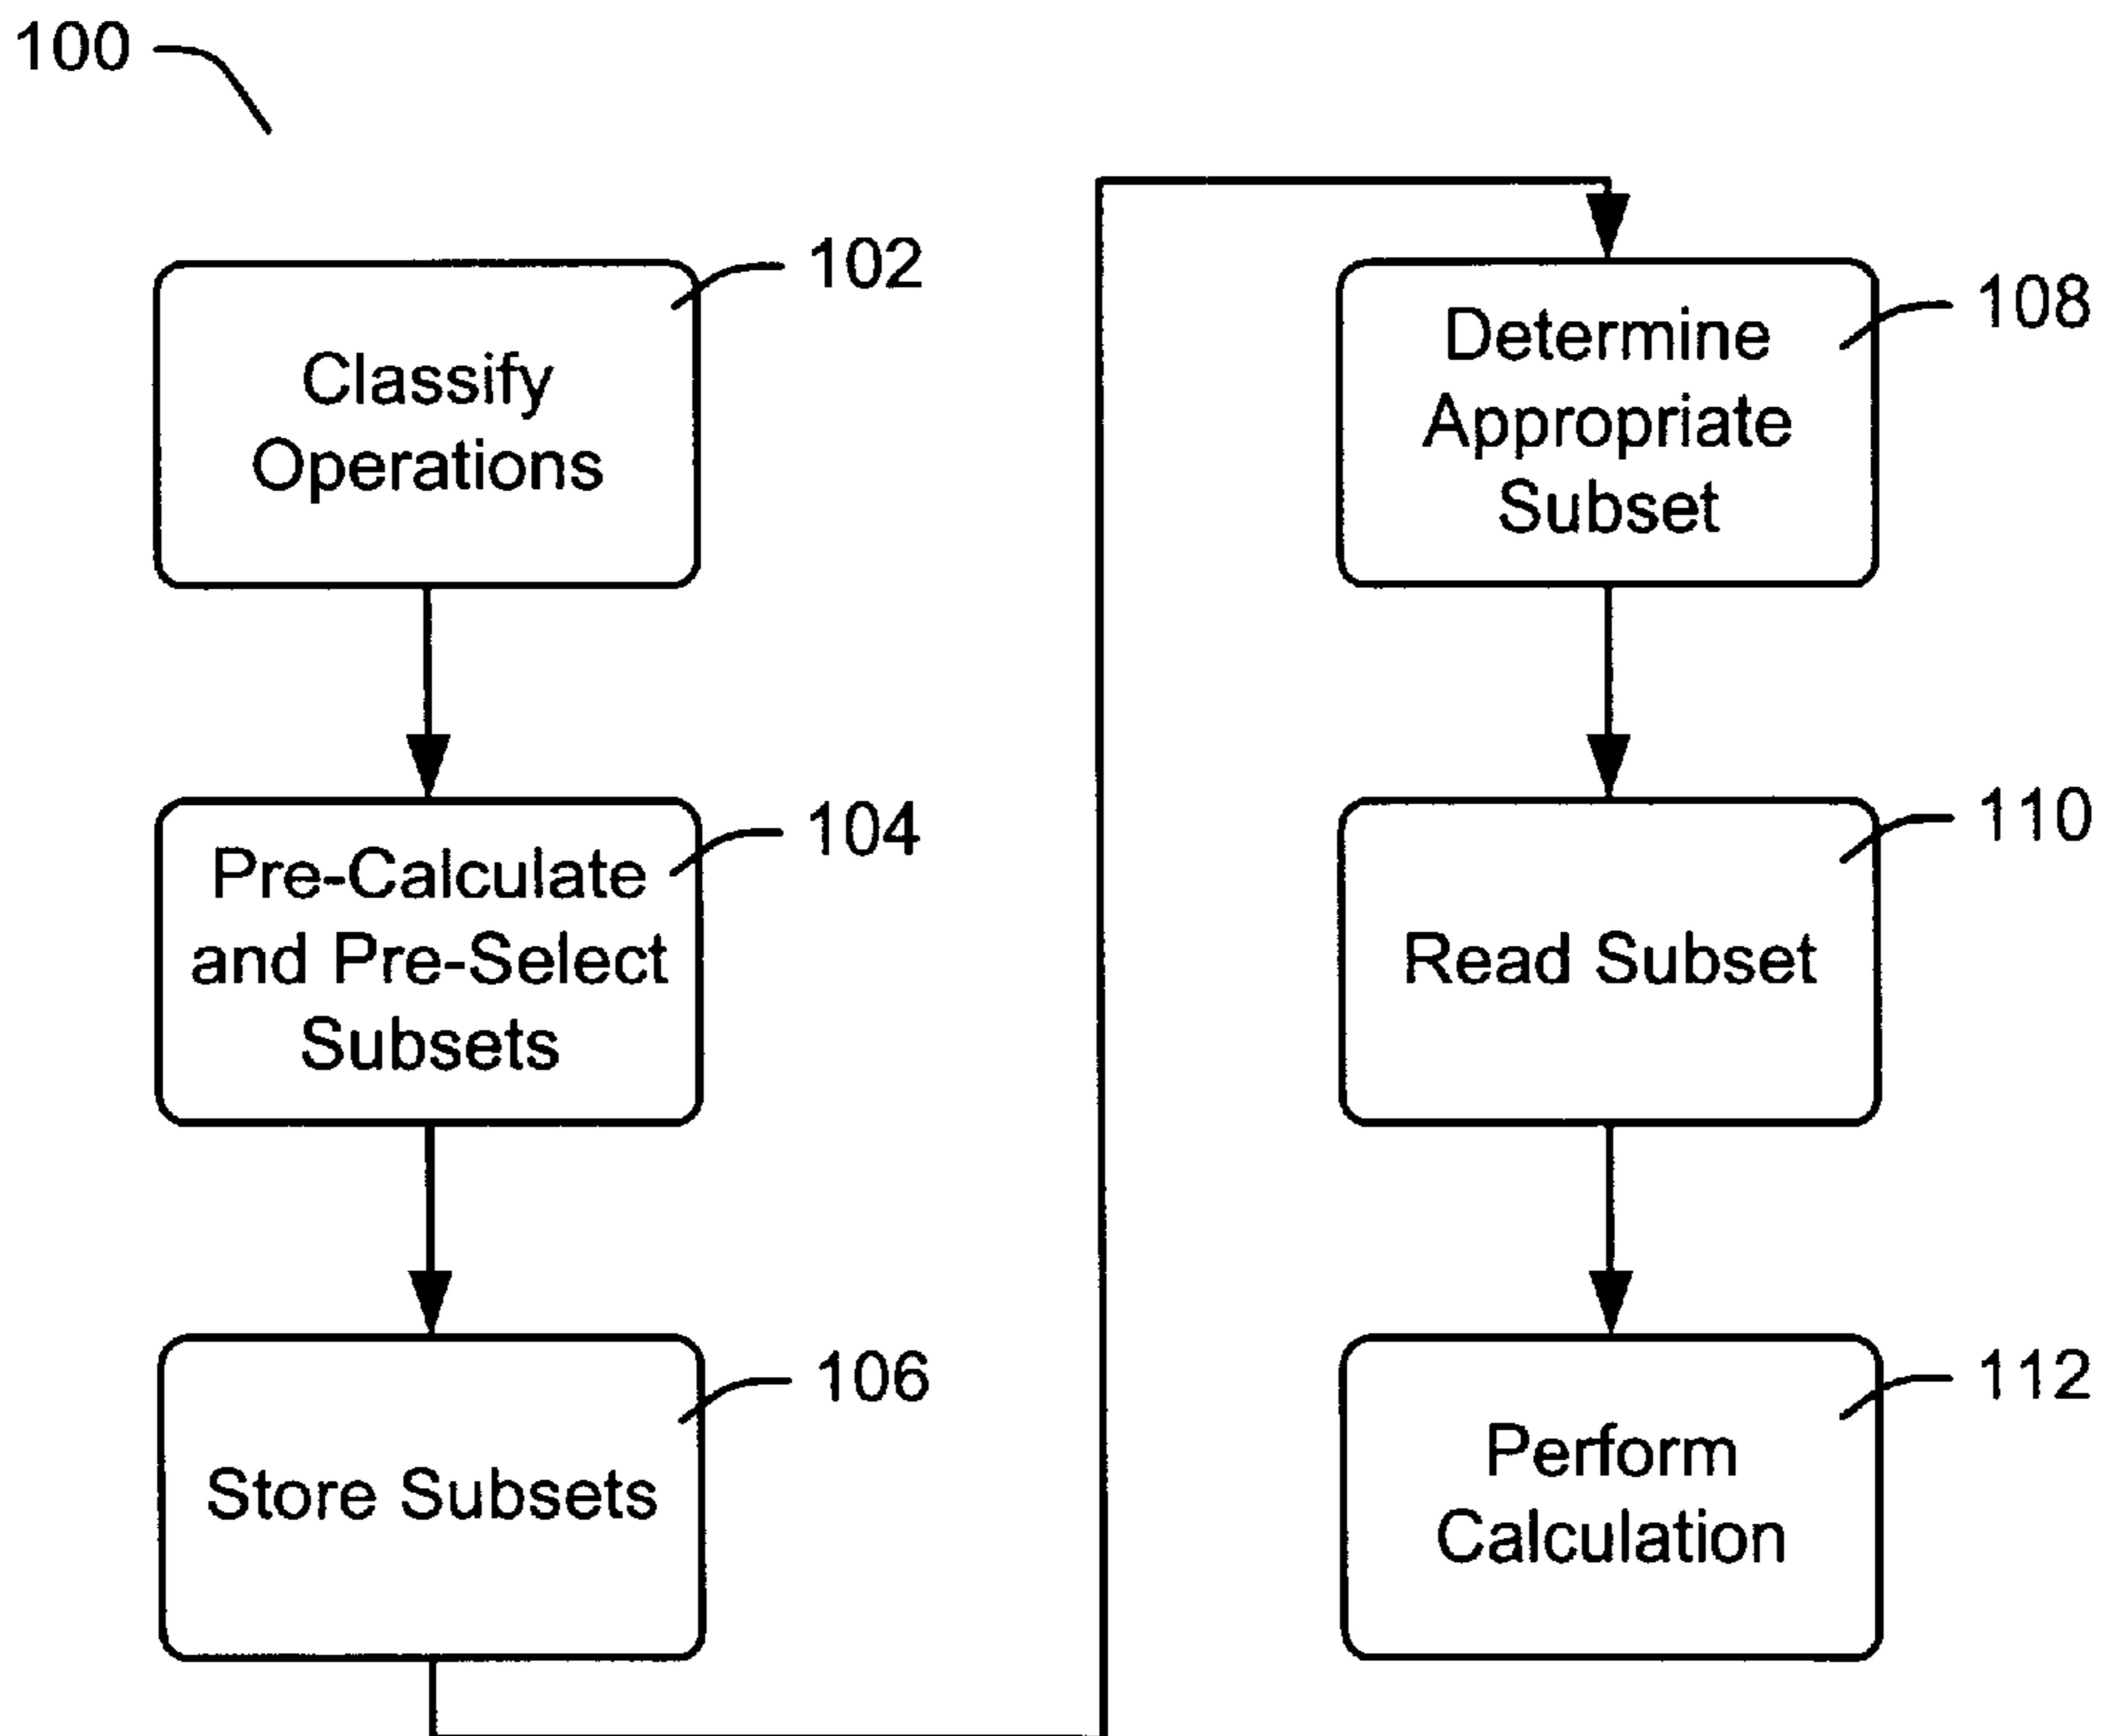 100
102
Classify
Operations
104
Pre-Calculate
and Pre-Select
Subsets
106
Store Subsets
108
Determine
Appropriate
Subset
110
Read Subset
112
Perform
Calculation